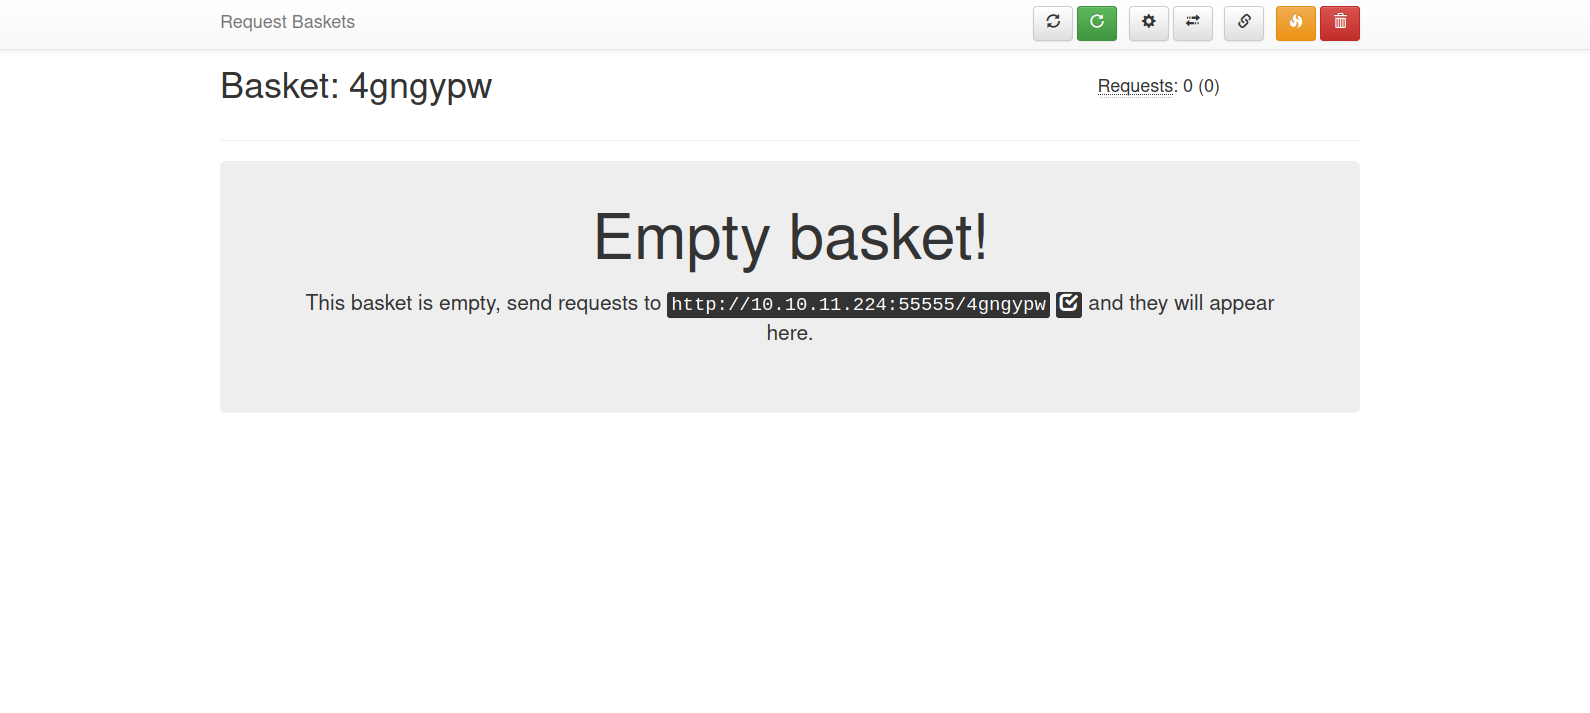 Request Baskets
Basket: 4gngypw
Requests: 0 (0)
Empty basket!
This basket is empty, send requests to http://10.10.11.224:55555/4gngypw and they will appear
here.